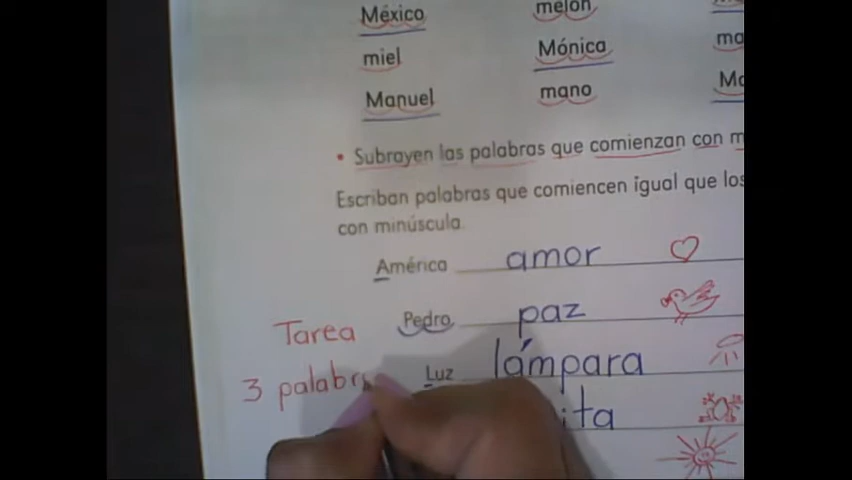 México melón
miel Mónica
Manuel mano
• Subrayen las palabras que comienzan con
Escriban palabras que comiencen igual que los
con minúscula.
América amor
Pedro paz
Tarea
Luz lámpara
3